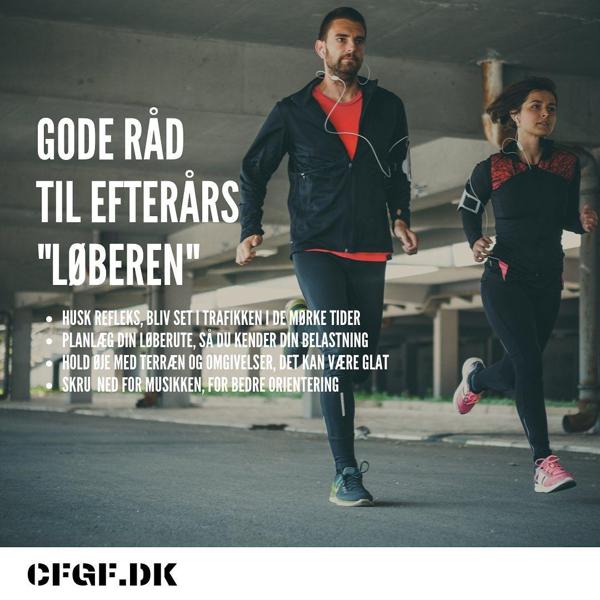 GODE RÅD
TIL EFTERÅRS
"LØBEREN"
• HUSK REFLEKS, BLIV SET I TRAFIKKEN I DE MØRKE TIDER
• PLANLÆG DIN LØBERUTE, SÅ DU KENDER DIN BELASTNING
• HOLD ØJE MED TERRÆN OG OMGIVELSER, DET KAN VÆRE GLAT
• SKRU NED FOR MUSIKKEN, FOR BEDRE ORIENTERING
CFGF.DK